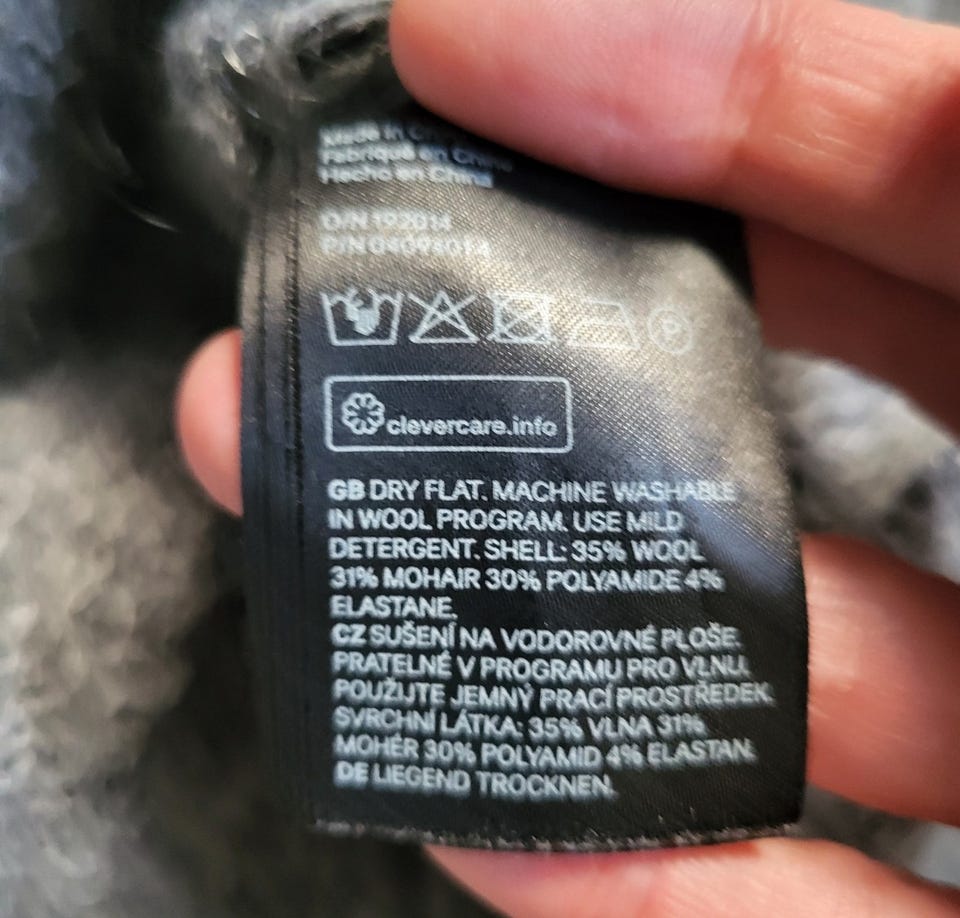 Made in China
Fabriqué en Chine
Hecho en China
O/N 192014
P/N 04094014
P
clevercare.info
GB DRY FLAT. MACHINE WASHABLE
IN WOOL PROGRAM. USE MILD
DETERGENT. SHELL: 35% WOOL
31% MOHAIR 30% POLYAMIDE 4%
ELASTANE.
CZ SUŠENÍ NA VODOROVNÉ PLOŠE.
PRATELNÉ V PROGRAMU PRO VLNU.
POUŽIJTE JEMNÝ PRACÍ PROSTŘEDEK.
SVRCHNÍ LÁTKA: 35% VLNA 31%
MOHÉR 30% POLYAMID 4% ELASTAN.
DE LIEGEND TROCKNEN.